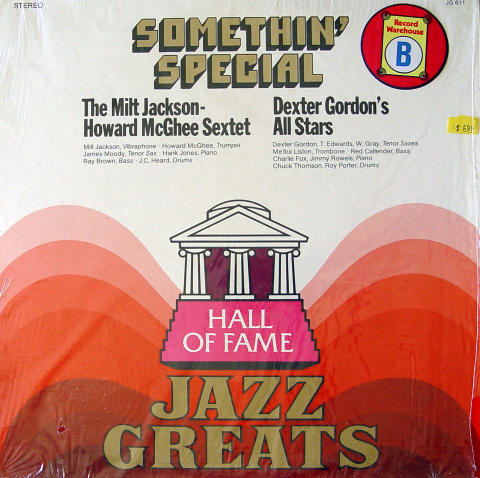 STEREO
JG 611
SOMETHIN'
SPECIAL
Record
Warehouse
B
The Milt Jackson-
Howard McGhee Sextet
Milt Jackson, Vibraphone · Howard McGhee, Trumpet
James Moody, Tenor Sax · Hank Jones, Piano
Ray Brown, Bass · J.C. Heard, Drums
Dexter Gordon's
All Stars
Dexter Gordon, T. Edwards, W. Gray, Tenor Saxes
Melba Liston, Trombone · Red Callender, Bass
Charlie Fox, Jimmy Rowels, Piano
Chuck Thomson, Roy Porter, Drums
HALL
OF FAME
JAZZ
GREATS